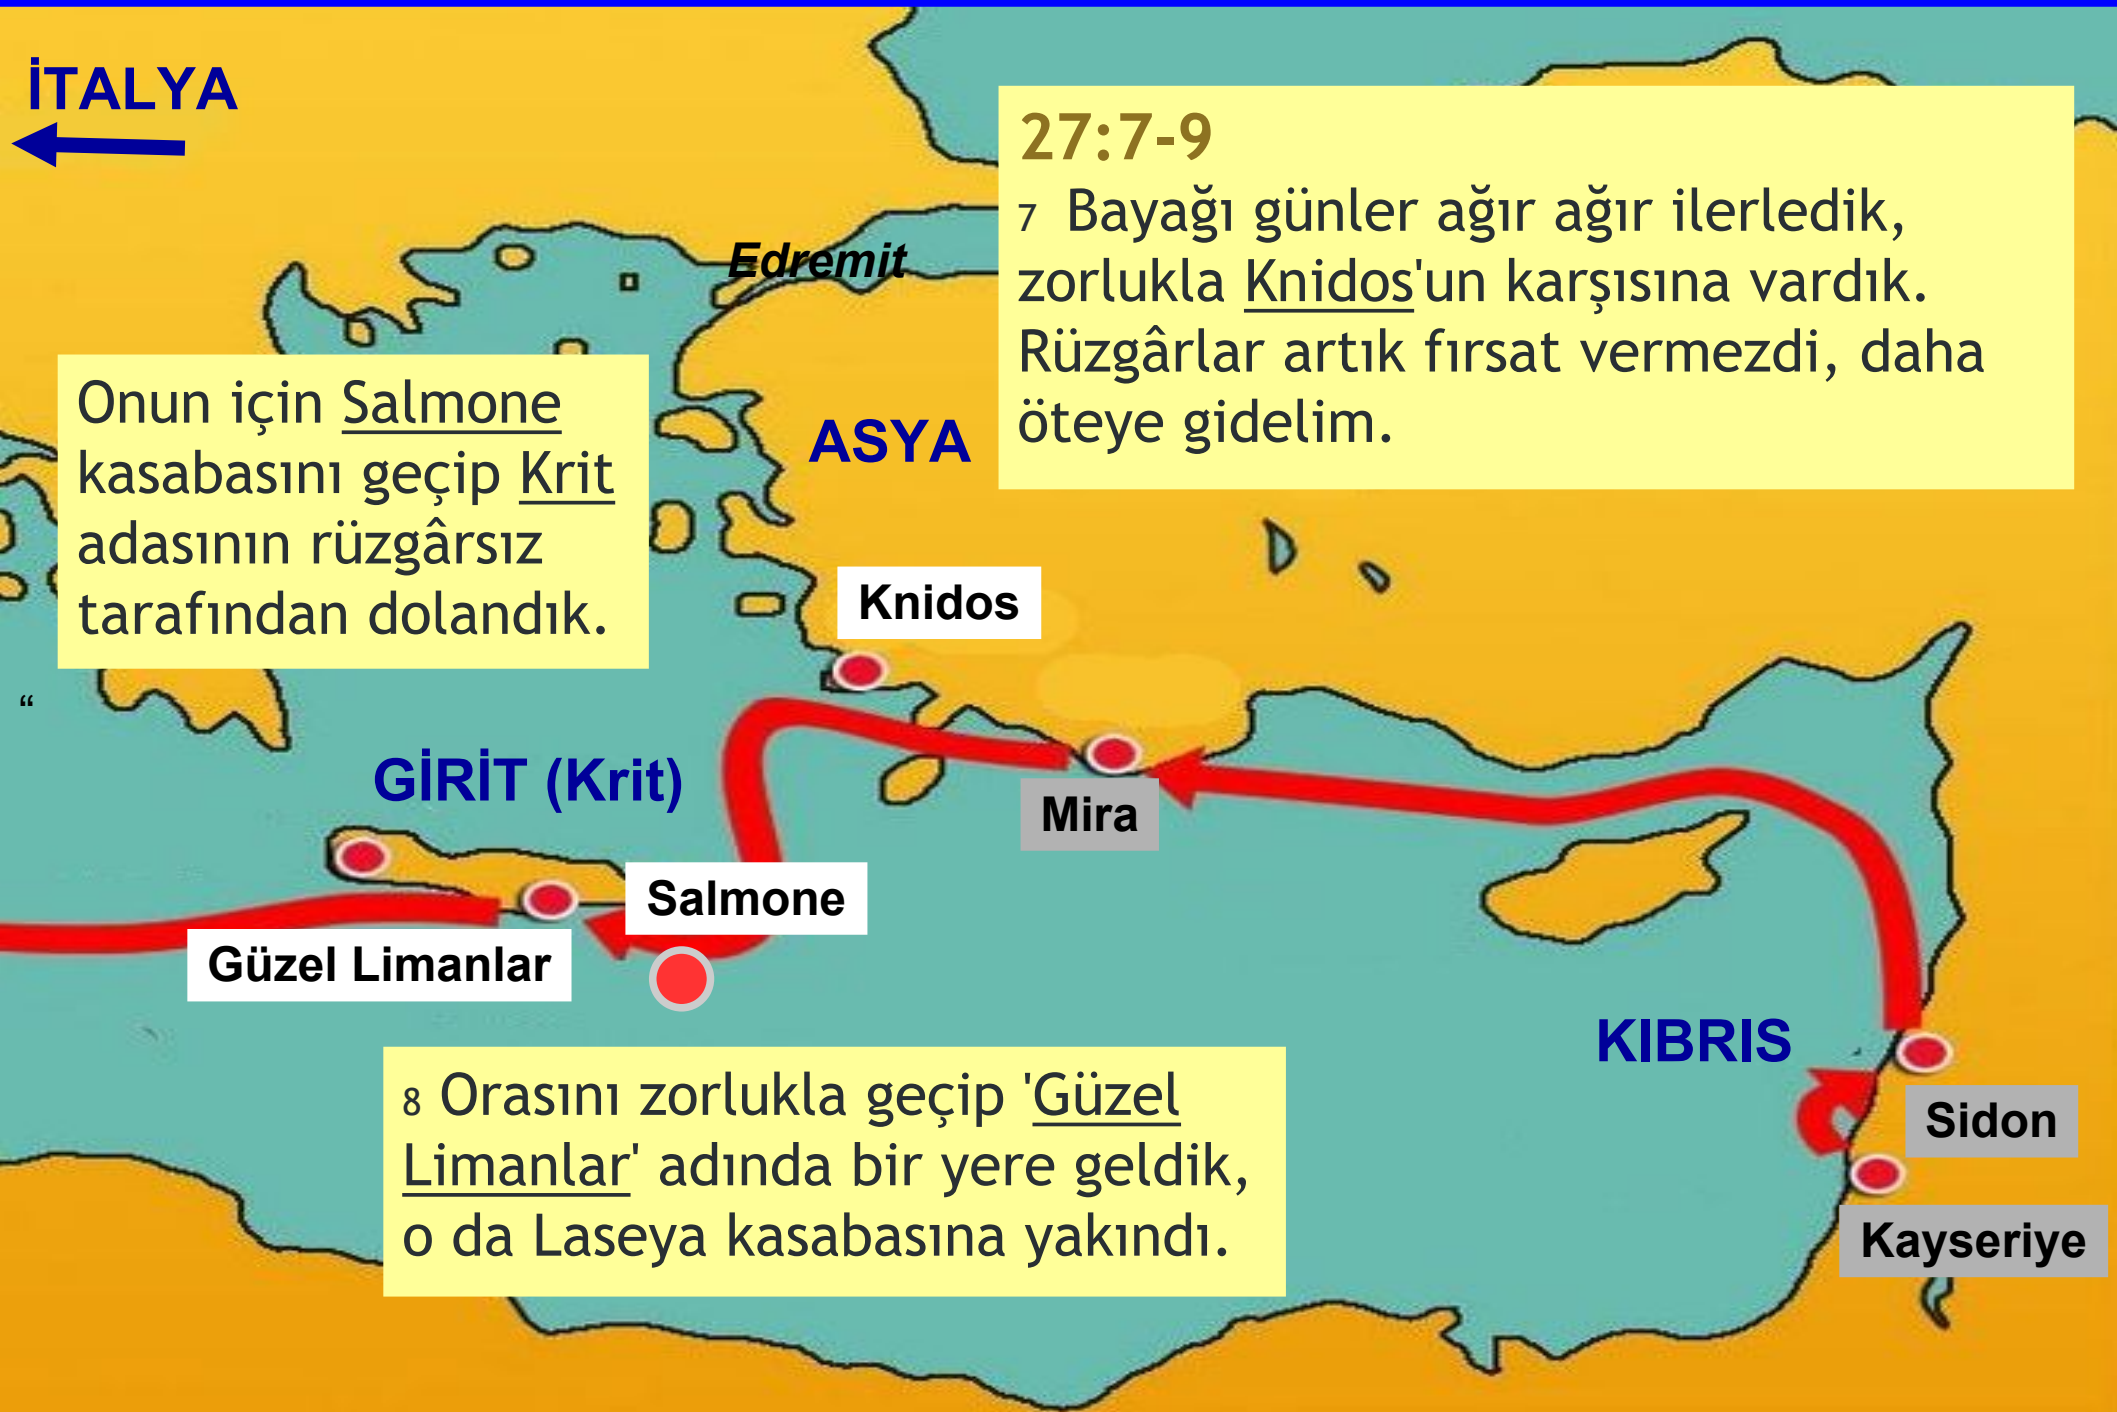 İTALYA
27:7-9
7 Bayağı günler ağır ağır ilerledik,
zorlukla Knidos'un karşısına vardık.
Rüzgârlar artık fırsat vermezdi, daha
öteye gidelim.
Edremit
Onun için Salmone
kasabasını geçip Krit
adasının rüzgârsız
tarafından dolandık.
ASYA
Knidos
“
GİRİT (Krit)
Mira
Salmone
Güzel Limanlar
KIBRIS
8 Orasını zorlukla geçip 'Güzel
Limanlar' adında bir yere geldik,
o da Laseya kasabasına yakındı.
Sidon
Kayseriye